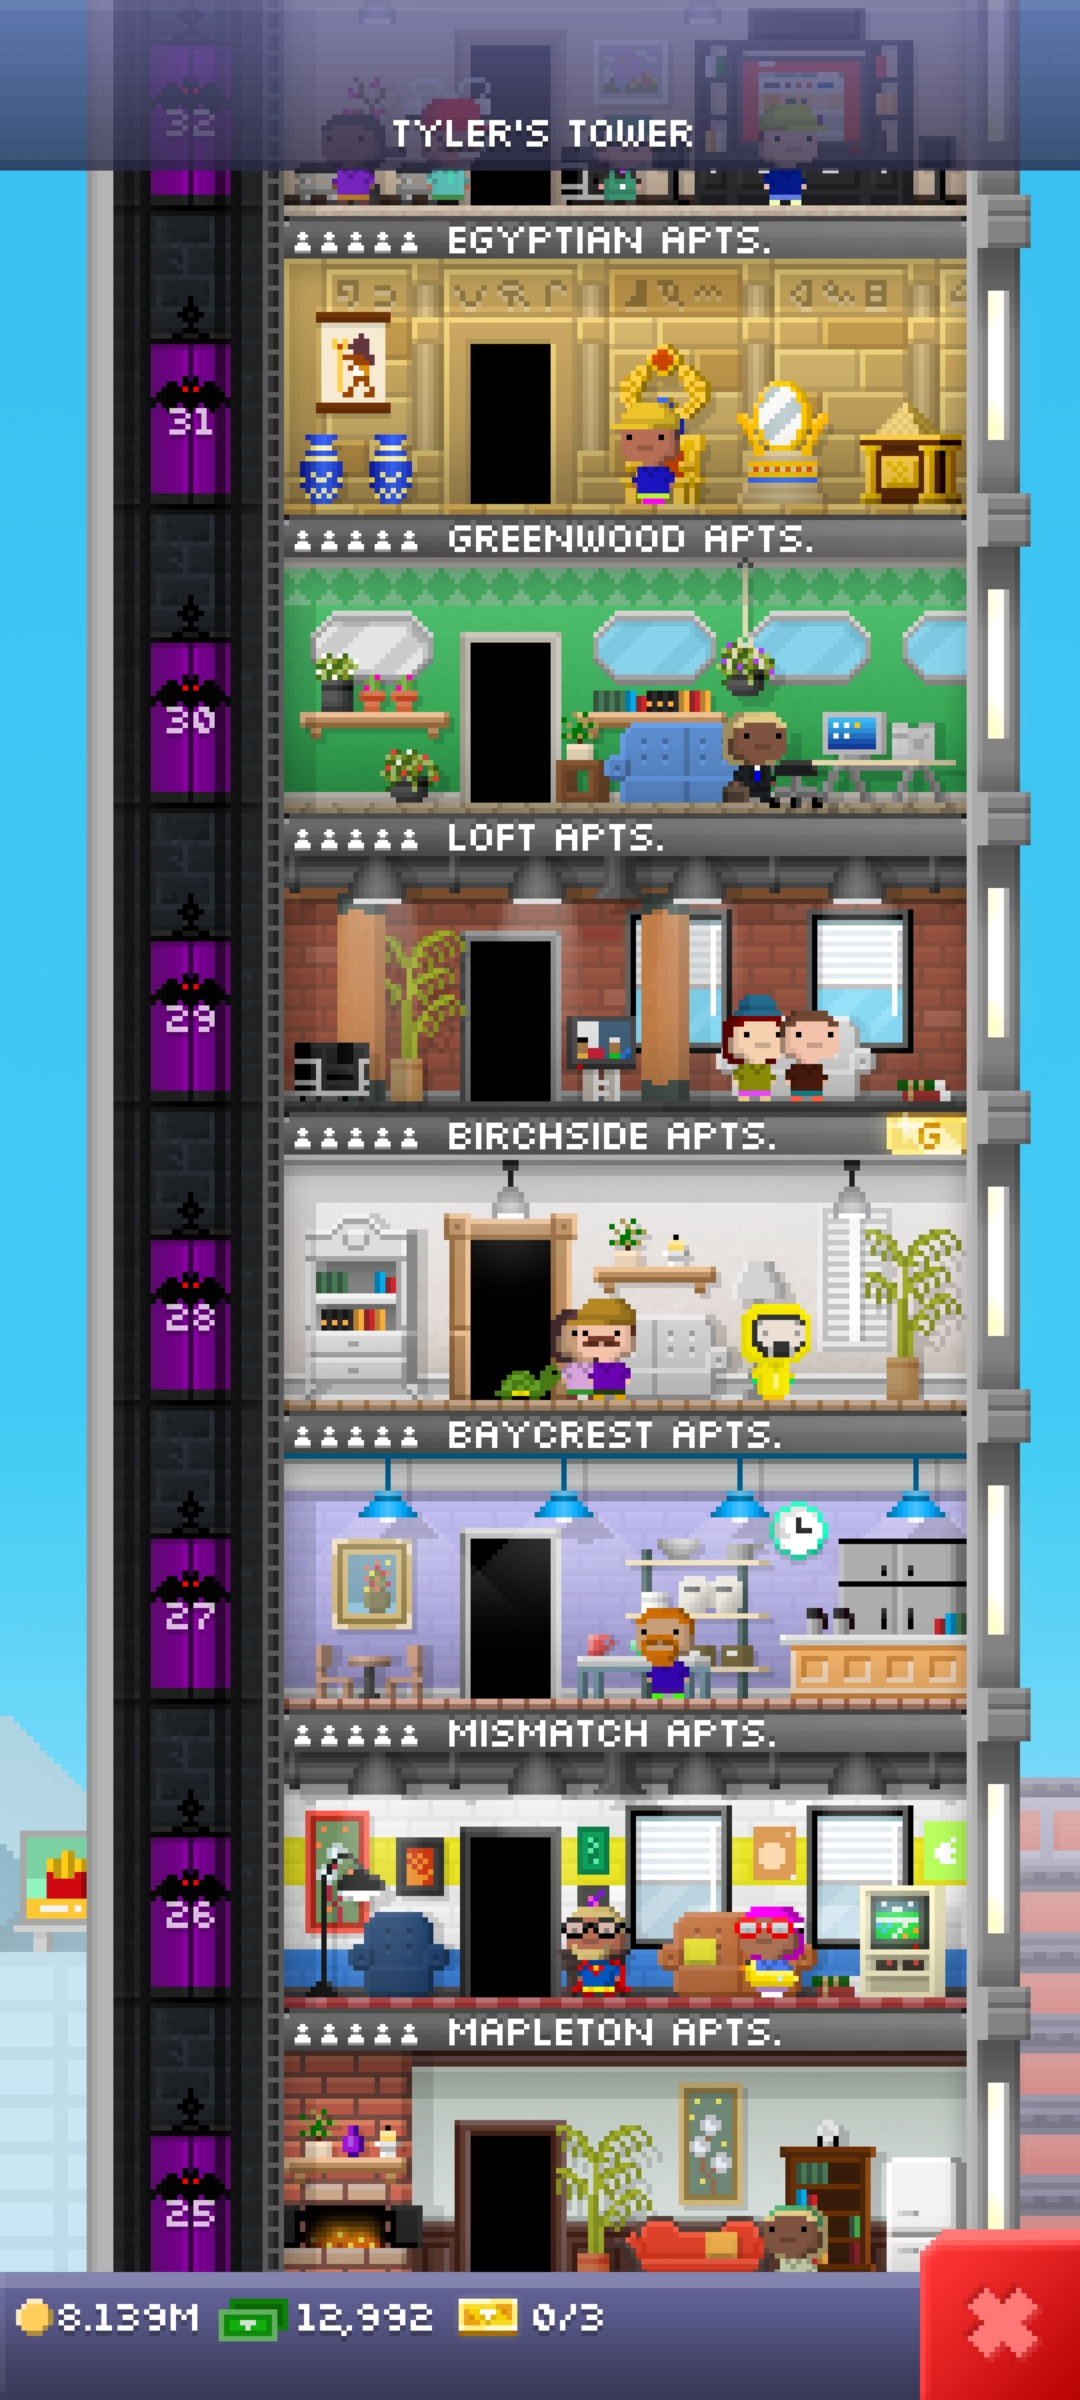 32
TYLER'S TOWER
EGYPTIAN APTS.
31
GREENWOOD APTS.
30
LOFT APTS.
29
BIRCHSIDE APTS. G
28
BAYCREST APTS.
27
MISMATCH APTS.
26
MAPLETON APTS.
25
8.139M 12,992 0/3